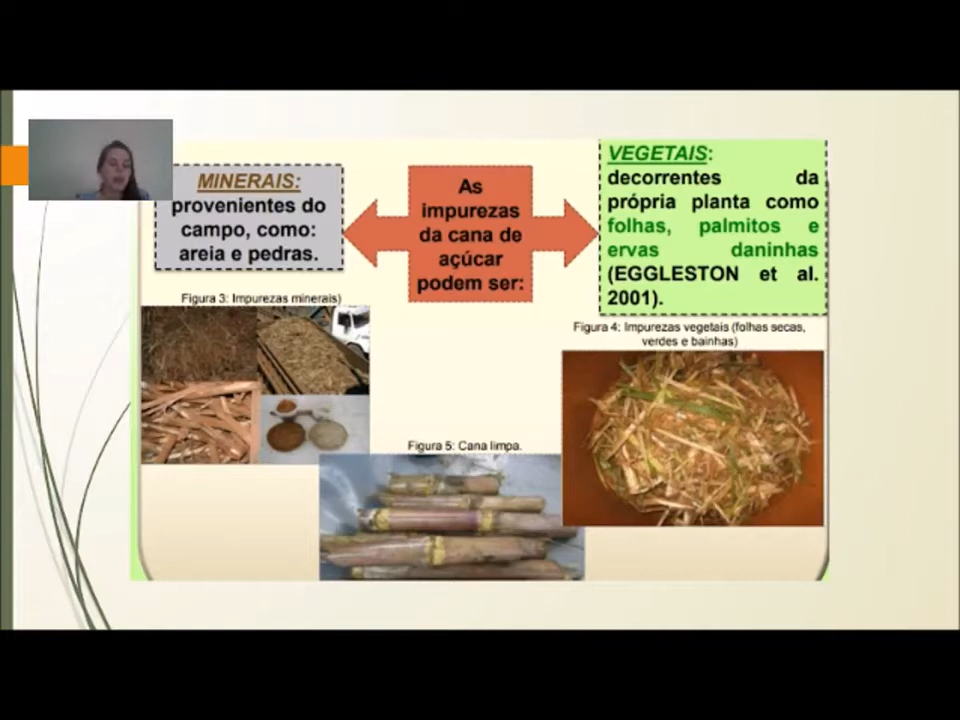 MINERAIS:
provenientes do
campo, como:
areia e pedras.
As
impurezas
da cana de
açúcar
podem ser:
VEGETAIS:
decorrentes da
própria planta como
folhas, palmitos e
ervas daninhas
(EGGLESTON et al.
2001).
Figura 3: Impurezas minerais)
Figura 4: Impurezas vegetais (folhas secas,
verdes e bainhas)
Figura 5: Cana limpa.